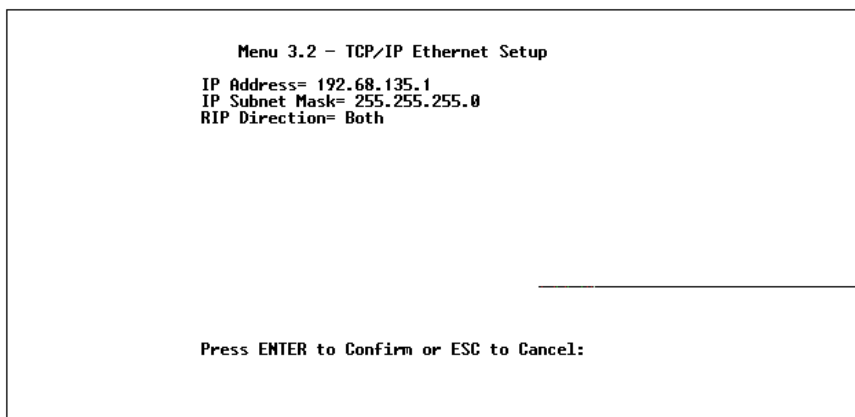 Menu 3.2 – TCP/IP Ethernet Setup
IP Address= 192.68.135.1
IP Subnet Mask= 255.255.255.0
RIP Direction= Both
Press ENTER to Confirm or ESC to Cancel: